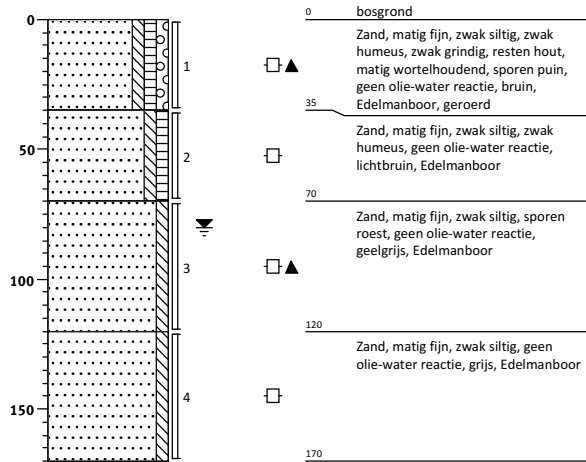 0
50
100
150
1
2
3
4
0 bosgrond
Zand, matig fijn, zwak siltig, zwak
humeus, zwak grindig, resten hout,
matig wortelhoudend, sporen puin,
geen olie-water reactie, bruin,
Edelmanboor, geroerd
35
Zand, matig fijn, zwak siltig, zwak
humeus, geen olie-water reactie,
lichtbruin, Edelmanboor
70
Zand, matig fijn, zwak siltig, sporen
roest, geen olie-water reactie,
geelgrijs, Edelmanboor
120
Zand, matig fijn, zwak siltig, geen
olie-water reactie, grijs, Edelmanboor
170